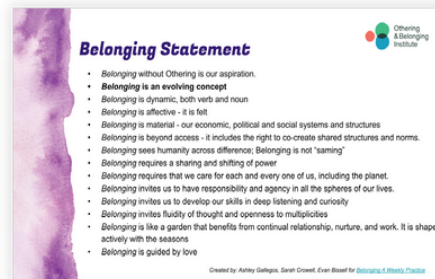 Othering
& Belonging
Institute
Belonging Statement
• Belonging without Othering is our aspiration.
• Belonging is an evolving concept
• Belonging is dynamic, both verb and noun
• Belonging is affective - it is felt
• Belonging is material - our economic, political and social systems and structures
• Belonging is beyond access - it includes the right to co-create shared structures and norms.
• Belonging sees humanity across difference; Belonging is not "saming"
• Belonging requires a sharing and shifting of power
• Belonging requires that we care for each and every one of us, including the planet.
• Belonging invites us to have responsibility and agency in all the spheres of our lives.
• Belonging invites us to develop our skills in deep listening and curiosity
• Belonging invites fluidity of thought and openness to multiplicities
• Belonging is like a garden that benefits from continual relationship, nurture, and work. It is shape
actively with the seasons
• Belonging is guided by love
Created by: Ashley Gallegos, Sarah Crowell, Evan Bissell for Belonging A Weekly Practice